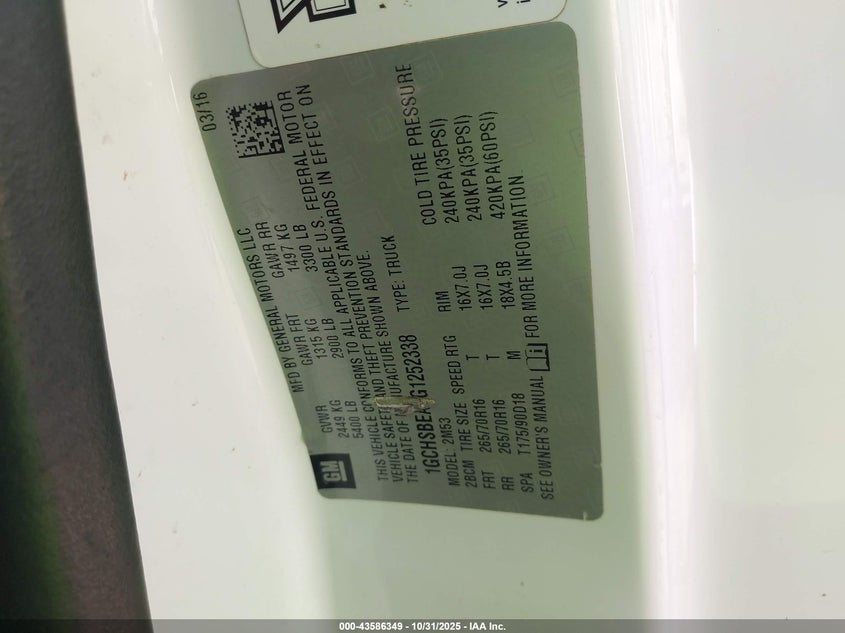 03/16
MFD BY GENERAL MOTORS LLC
GVWR GAWR FRT GAWR RR
2449 KG 1315 KG 1497 KG
5400 LB 2900 LB 3300 LB
THIS VEHICLE CONFORMS TO ALL APPLICABLE U.S. FEDERAL MOTOR
VEHICLE SAFETY AND THEFT PREVENTION STANDARDS IN EFFECT ON
THE DATE OF MANUFACTURE SHOWN ABOVE.
1GCHSBEA G1252338 TYPE: TRUCK
MODEL: 2M53
2BCM TIRE SIZE SPEED RTG RIM COLD TIRE PRESSURE
FRT 265/70R16 T 16X7.0J 240KPA(35PSI)
RR 265/70R16 T 16X7.0J 240KPA(35PSI)
SPA T175/90D18 M 18X4.5B 420KPA(60PSI)
SEE OWNER'S MANUAL FOR MORE INFORMATION
GM
000-43586349 - 10/31/2025 - IAA Inc.